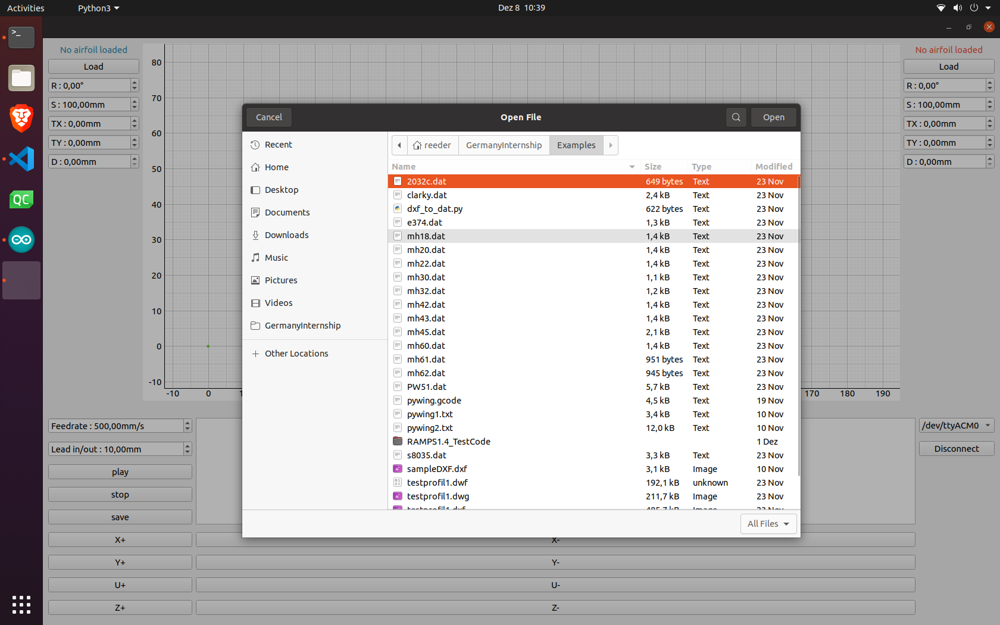 Activities
Python3
Dez 8 10:39
>_
QC
No airfoil loaded
Load
R : 0,00°
S : 100,00mm
TX : 0,00mm
TY : 0,00mm
D : 0,00mm
80
70
60
50
40
30
20
10
0
-10
-10 0 1
170 180 190
No airfoil loaded
Load
R : 0,00°
S : 100,00mm
TX : 0,00mm
TY : 0,00mm
D : 0,00mm
Cancel
Open File
Open
Recent
Home
Desktop
Documents
Downloads
Music
Pictures
Videos
GermanyInternship
Other Locations
reeder GermanyInternship Examples
Name Size Type Modified
2032c.dat 649 bytes Text 23 Nov
clarky.dat 2,4 kB Text 23 Nov
dxf_to_dat.py 622 bytes Text 23 Nov
e374.dat 1,3 kB Text 23 Nov
mh18.dat 1,4 kB Text 23 Nov
mh20.dat 1,4 kB Text 23 Nov
mh22.dat 1,4 kB Text 23 Nov
mh30.dat 1,1 kB Text 23 Nov
mh32.dat 1,2 kB Text 23 Nov
mh42.dat 1,4 kB Text 23 Nov
mh43.dat 1,4 kB Text 23 Nov
mh45.dat 2,1 kB Text 23 Nov
mh60.dat 1,4 kB Text 23 Nov
mh61.dat 951 bytes Text 23 Nov
mh62.dat 945 bytes Text 23 Nov
PW51.dat 5,7 kB Text 23 Nov
pywing.gcode 4,5 kB Text 19 Nov
pywing1.txt 3,4 kB Text 10 Nov
pywing2.txt 12,0 kB Text 10 Nov
RAMPS1.4_TestCode 1 Dez
s8035.dat 3,3 kB Text 23 Nov
sampleDXF.dxf 3,1 kB Image 10 Nov
testprofil1.dwf 192,1 kB unknown 23 Nov
testprofil1.dwg 211,7 kB Image 23 Nov
testprofil1.dxf 485,7 kB Image 23 Nov
All Files
Feedrate : 500,00mm/s
Lead in/out : 10,00mm
play
stop
save
/dev/ttyACM0
Disconnect
X+ X-
Y+ Y-
U+ U-
Z+ Z-